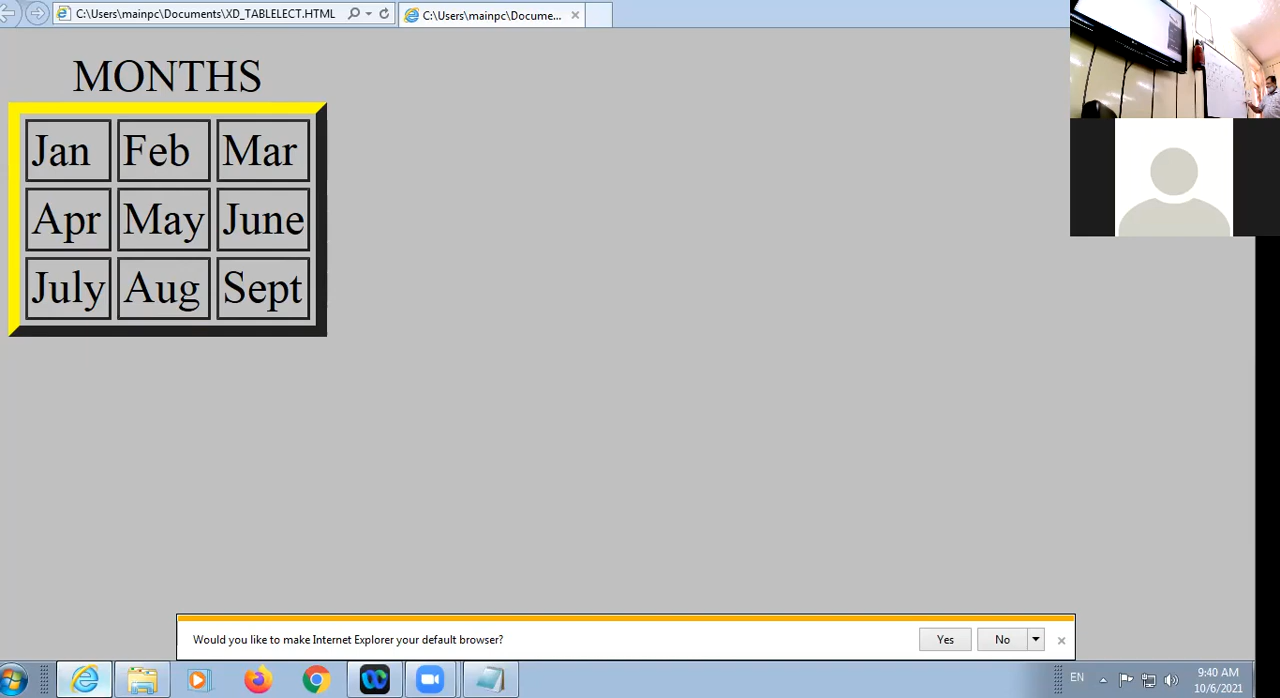 C:\Users\mainpc\Documents\XD_TABLELECT.HTML
C:\Users\mainpc\Docume...
MONTHS
Jan Feb Mar
Apr May June
July Aug Sept
Would you like to make Internet Explorer your default browser?
Yes No
EN
9:40 AM
10/6/2021